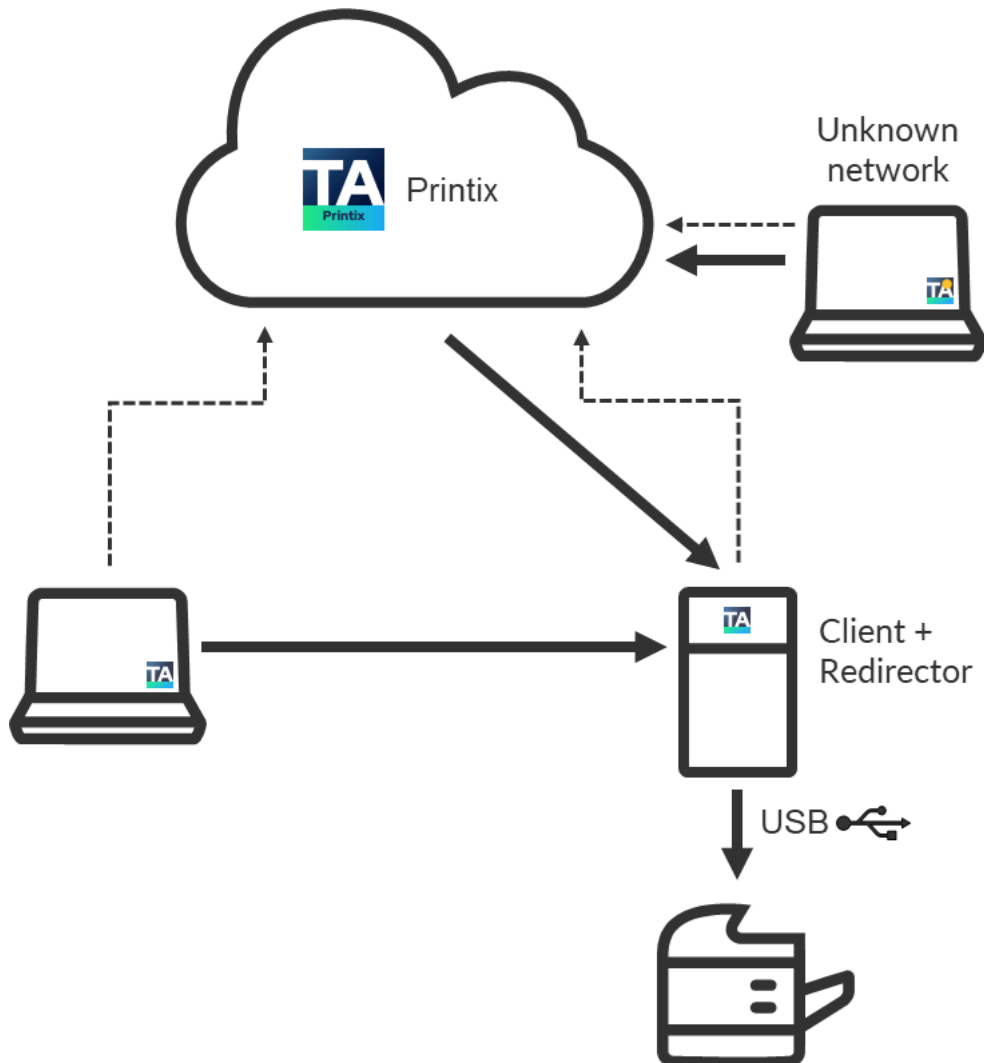 Unknown
network
TA
Printix
Printix
TA
TA
TA
Client +
Redirector
USB